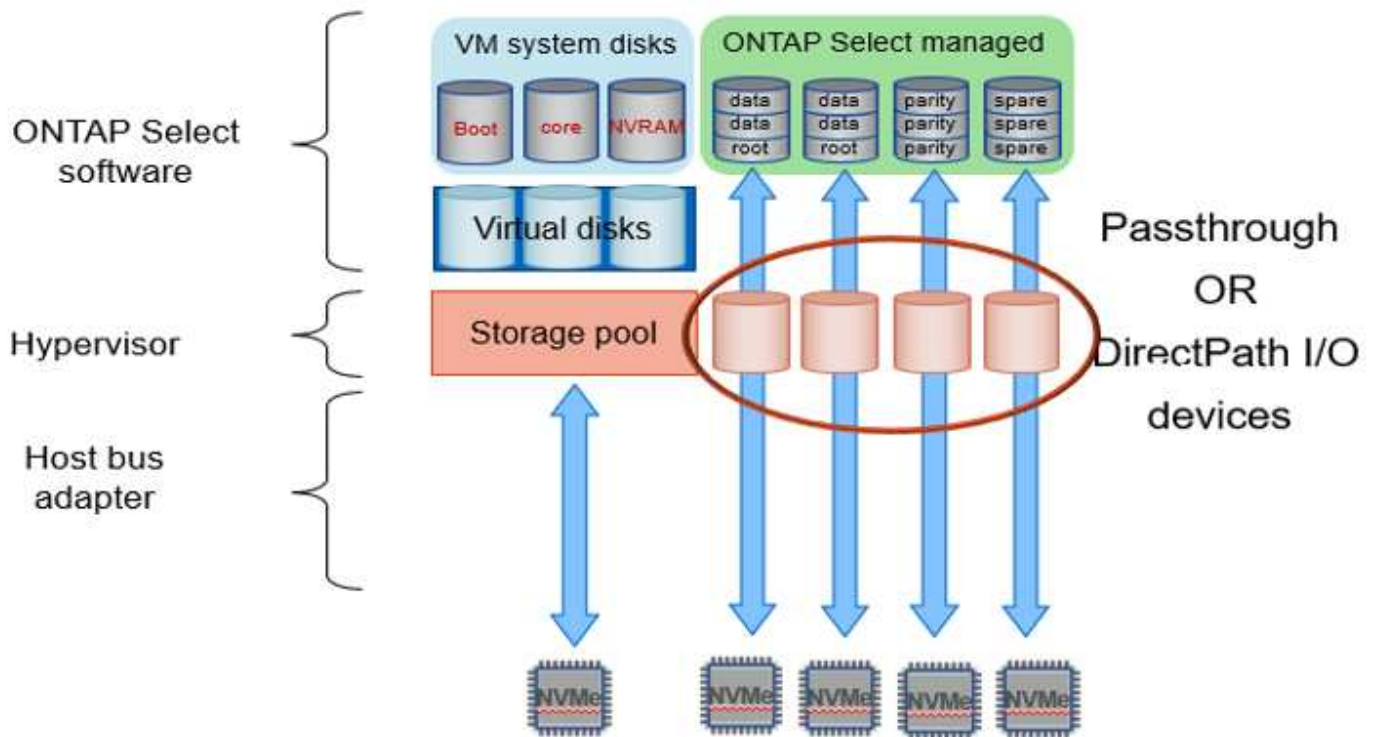 VM system disks
ONTAP Select managed
Boot
core
NVRAM
data
data
root
data
data
root
parity
parity
parity
spare
spare
spare
ONTAP Select
software
Virtual disks
Passthrough
OR
DirectPath I/O
devices
Hypervisor
Storage pool
Host bus
adapter
NVMe
NVMe
NVMe
NVMe
NVMe